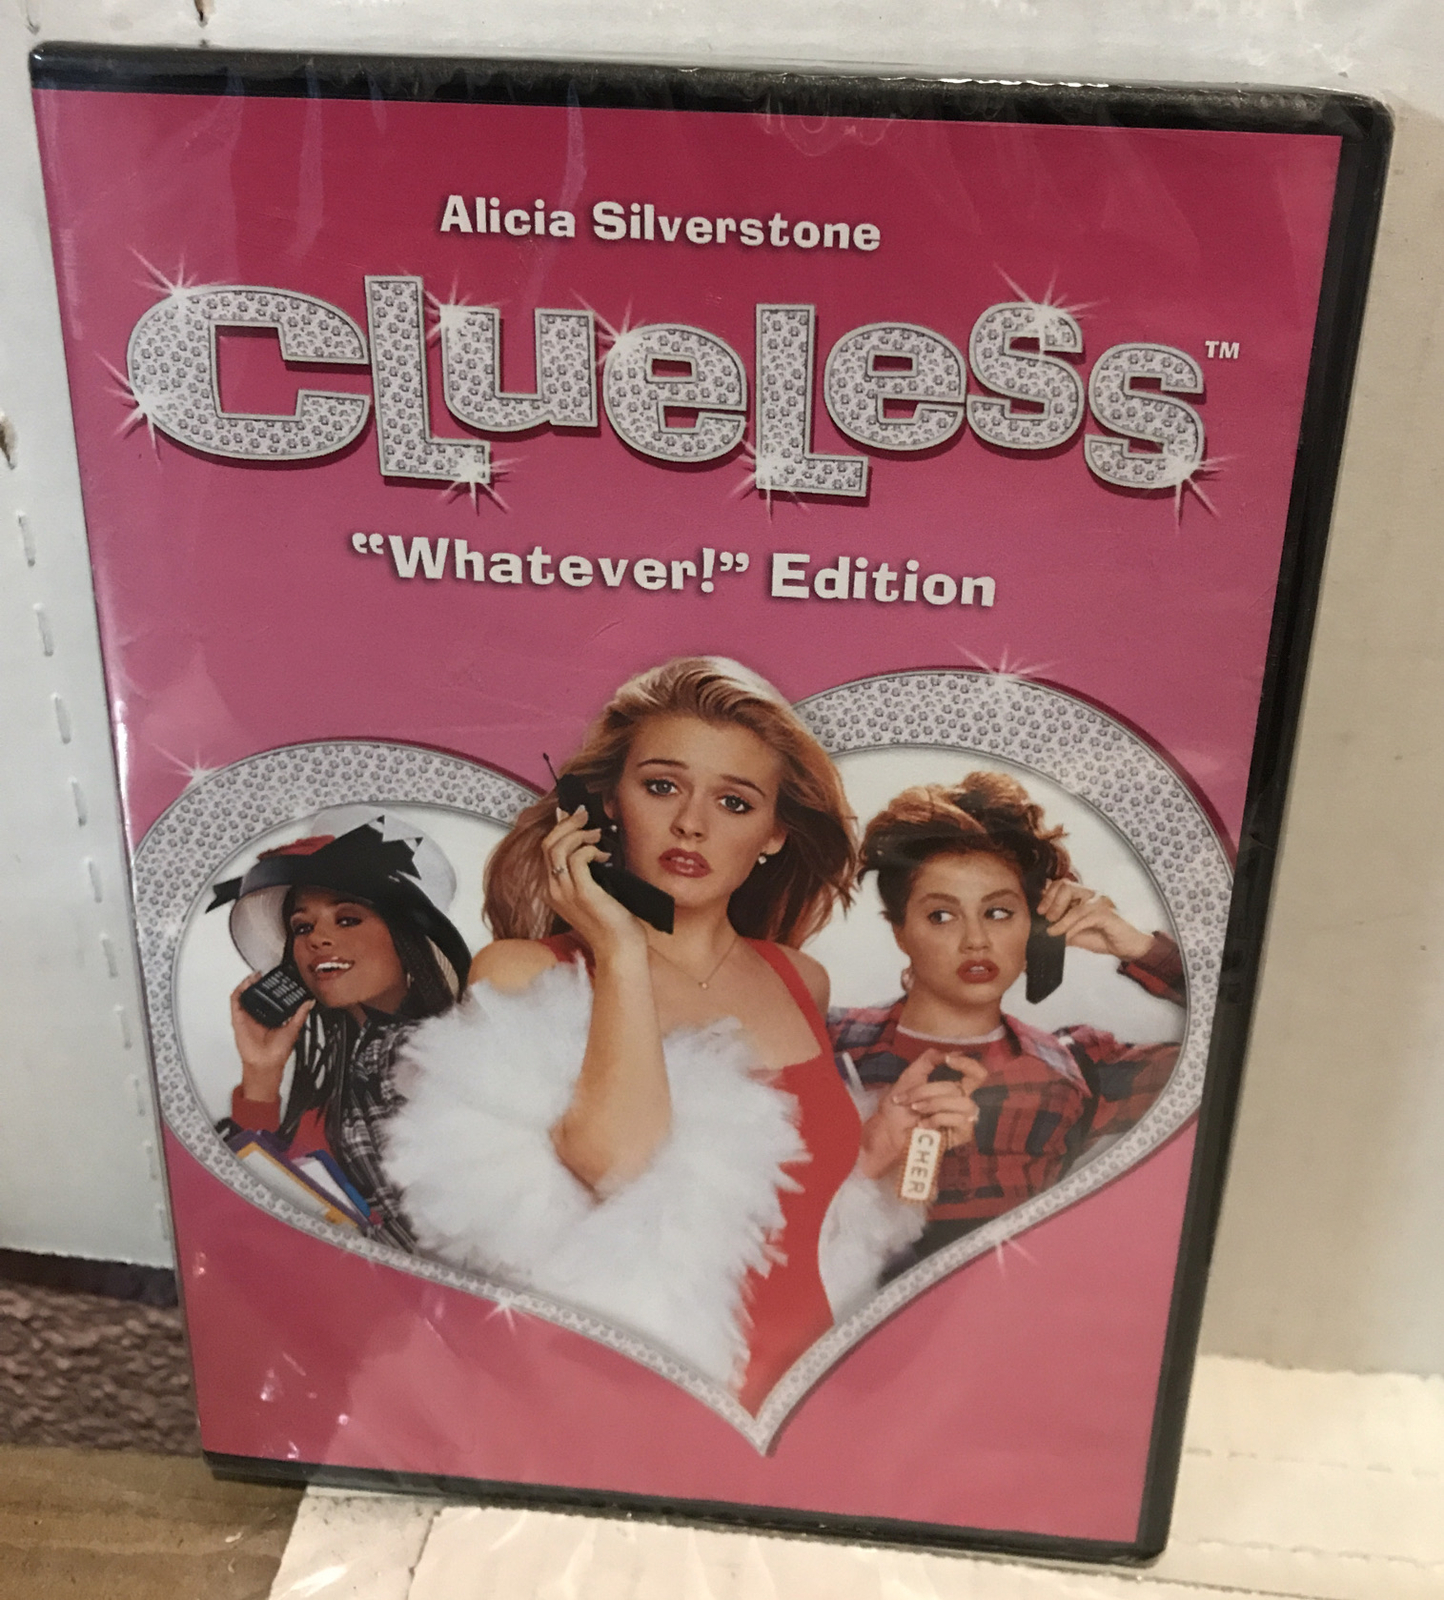 Alicia Silverstone
CLueLess™
“Whatever!” Edition
CHER